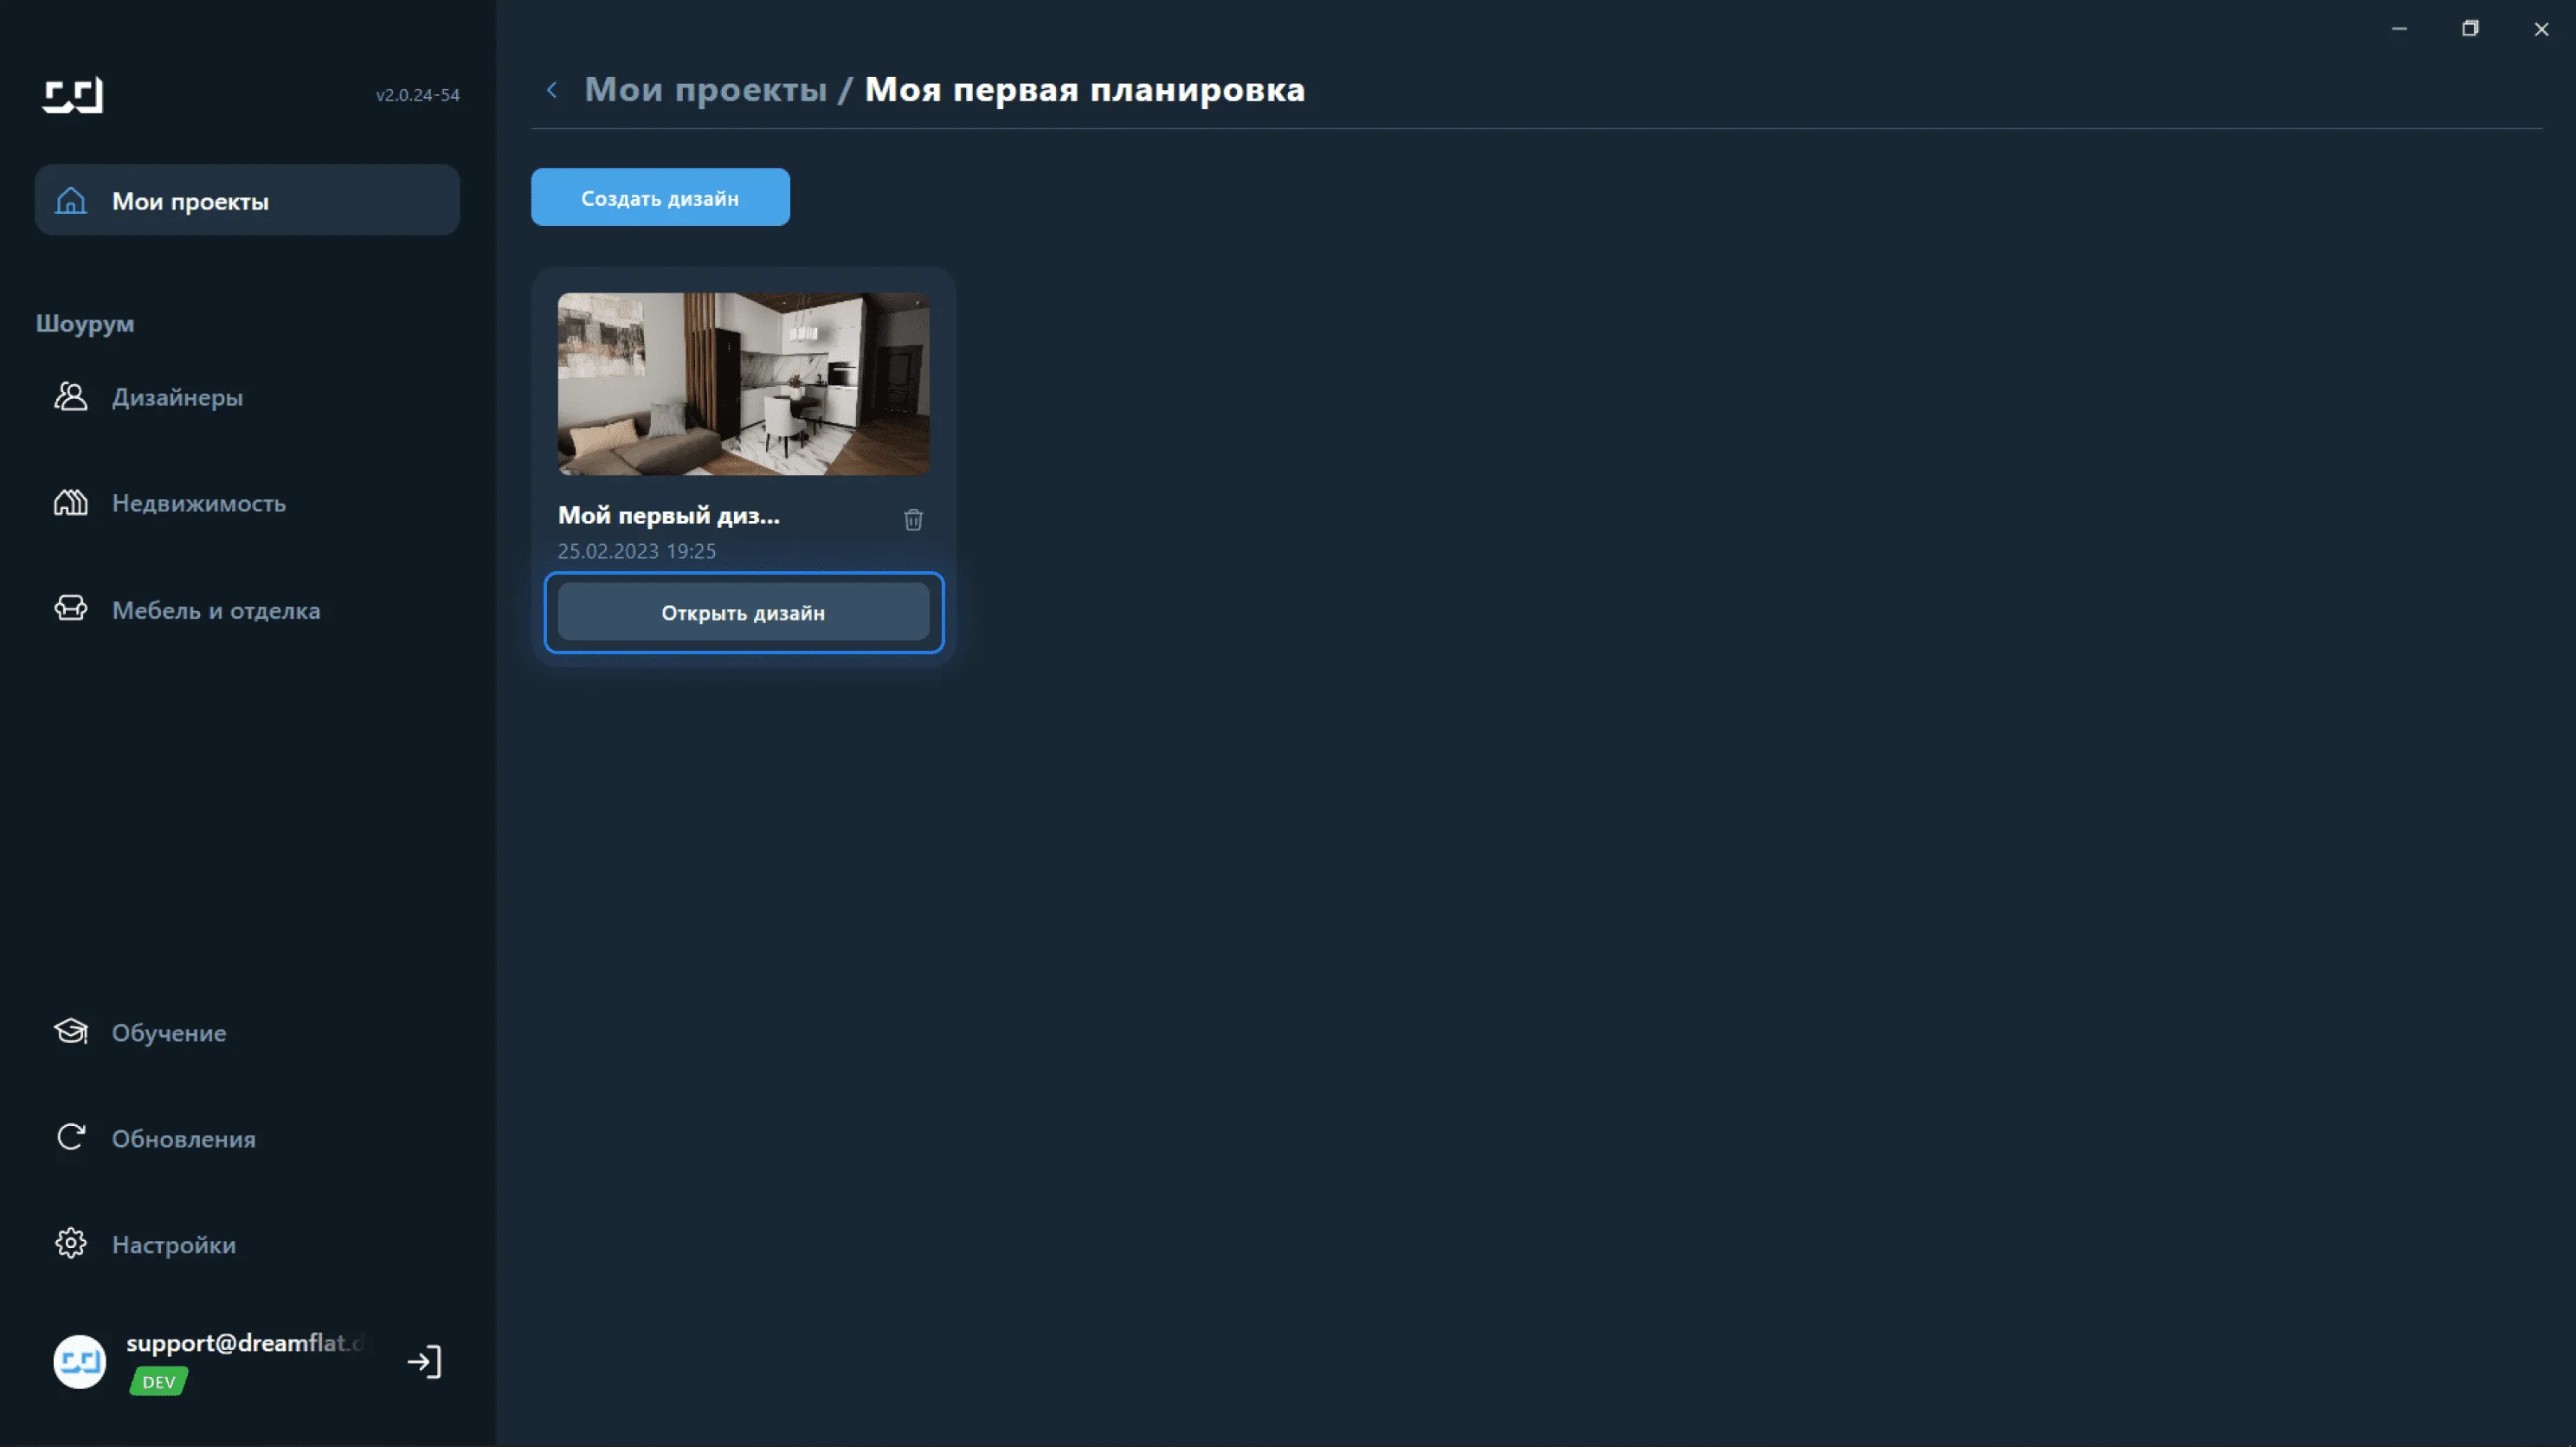 v2.0.24-54
Мои проекты
Шоурум
Дизайнеры
Недвижимость
Мебель и отделка
Обучение
Обновления
Настройки
support@dreamflat.d
DEV
Мои проекты / Моя первая планировка
Создать дизайн
Мой первый диз...
25.02.2023 19:25
Открыть дизайн